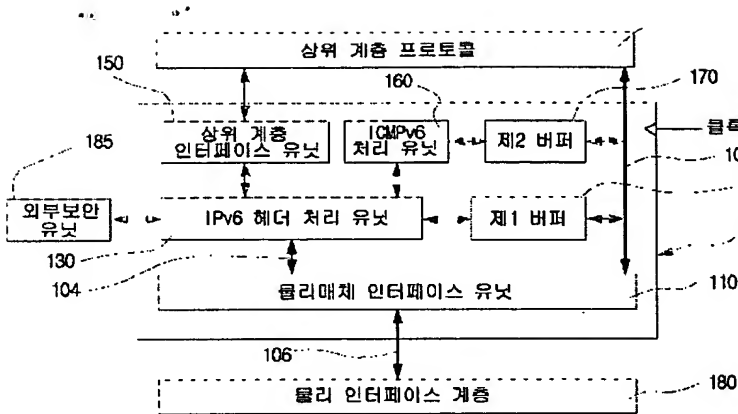 상위 계층 프로토콜
150
160
170
상위 계층
인터페이스 유닛
ICMPv6
처리 유닛
제2 버퍼
클록
185
10
외부보안
유닛
IPv6 헤더 처리 유닛
제1 버퍼
130
104
물리매체 인터페이스 유닛
110
106
물리 인터페이스 계층
180